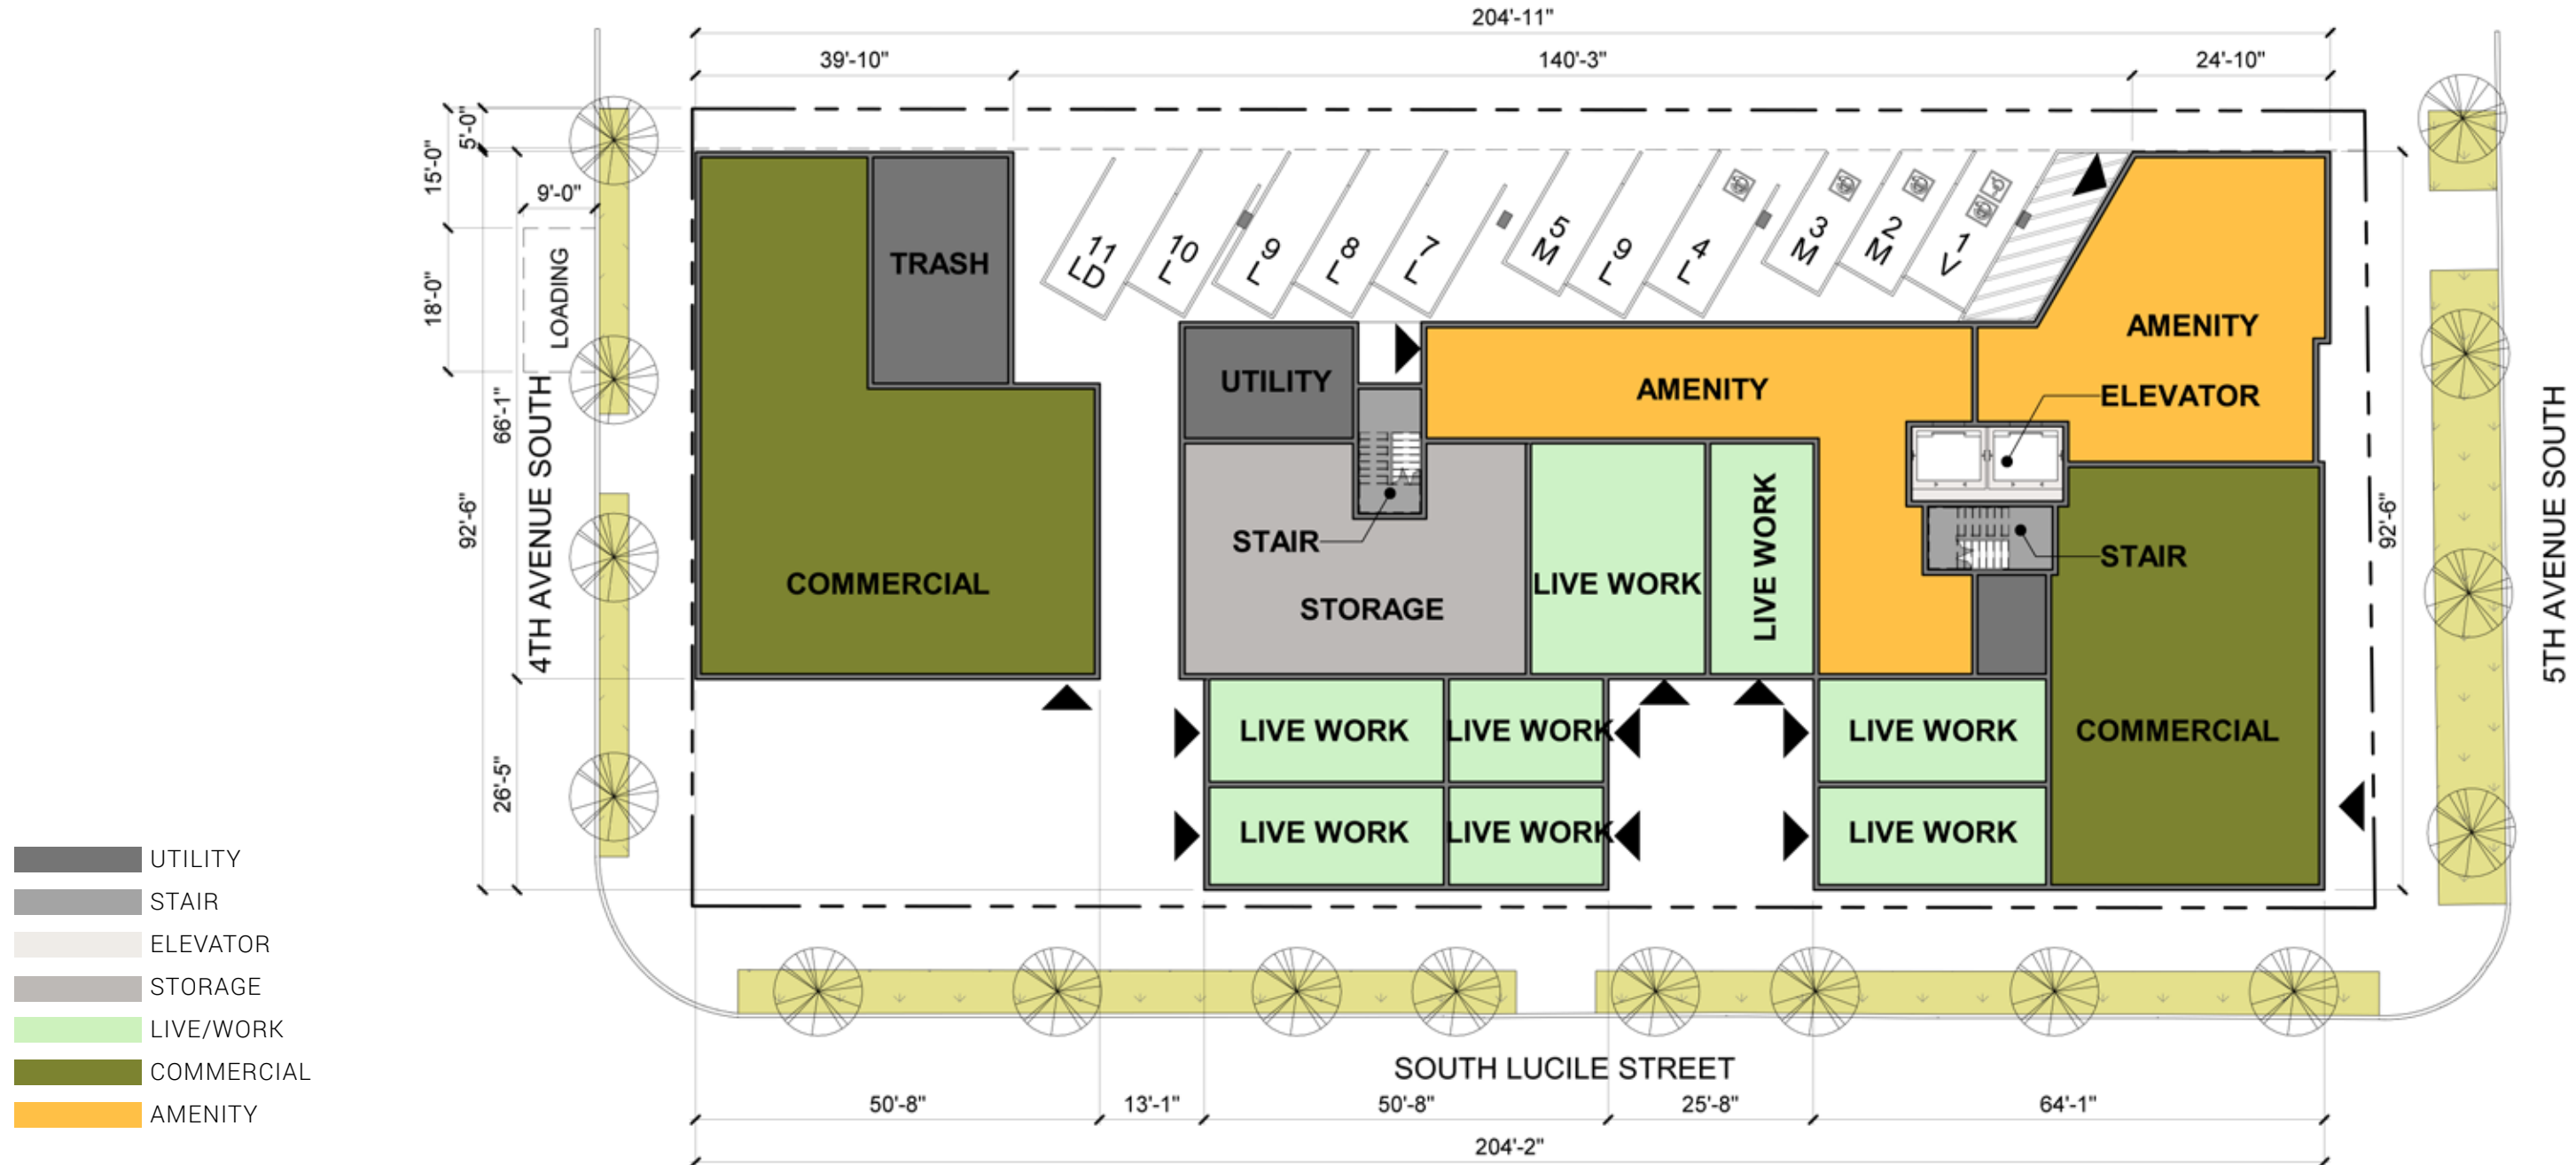 204'-11"
39'-10"
140'-3"
24'-10"
5'-0"
15'-0"
9'-0"
18'-0"
LOADING
66'-1"
92'-6"
26'-5"
4TH AVENUE SOUTH
TRASH
COMMERCIAL
11
LD
10
L
9
L
8
L
7
L
5
M
9
L
4
L
3
M
2
M
1
V
UTILITY
AMENITY
AMENITY
ELEVATOR
STAIR
STORAGE
LIVE WORK
LIVE WORK
STAIR
92'-6"
5TH AVENUE SOUTH
LIVE WORK
LIVE WORK
LIVE WORK
COMMERCIAL
LIVE WORK
LIVE WORK
LIVE WORK
UTILITY
STAIR
ELEVATOR
STORAGE
LIVE/WORK
COMMERCIAL
AMENITY
SOUTH LUCILE STREET
50'-8"
13'-1"
50'-8"
25'-8"
64'-1"
204'-2"